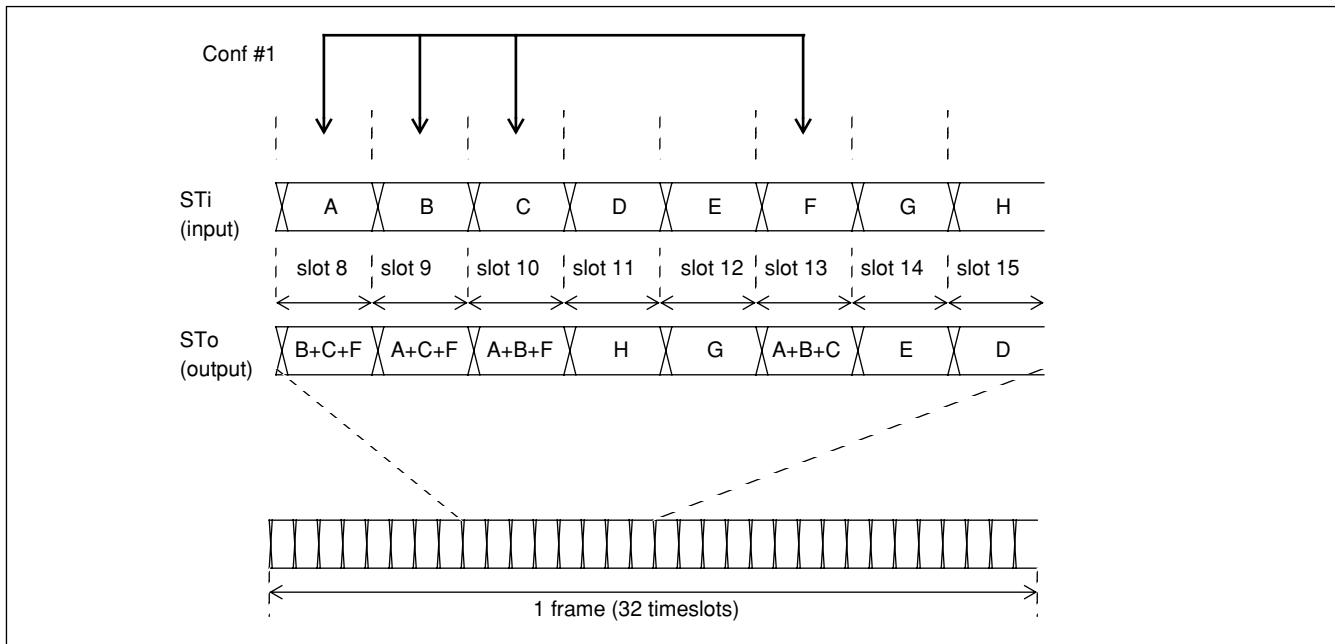 Conf #1
STi
(input)
A B C D E F G H
slot 8 slot 9 slot 10 slot 11 slot 12 slot 13 slot 14 slot 15
STo
(output)
B+C+F A+C+F A+B+F H G A+B+C E D
1 frame (32 timeslots)